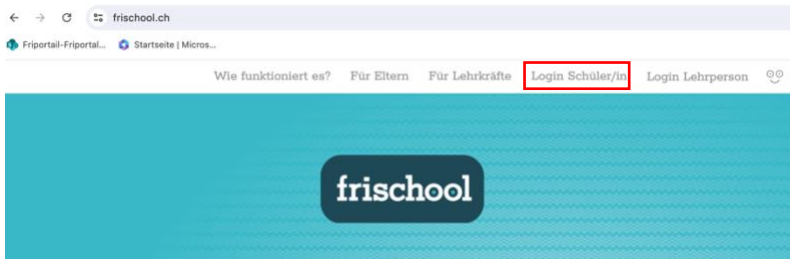 frischool.ch
Friportail-Friportal... Startseite | Micros...
Wie funktioniert es? Für Eltern Für Lehrkräfte Login Schüler/in Login Lehrperson
frischool